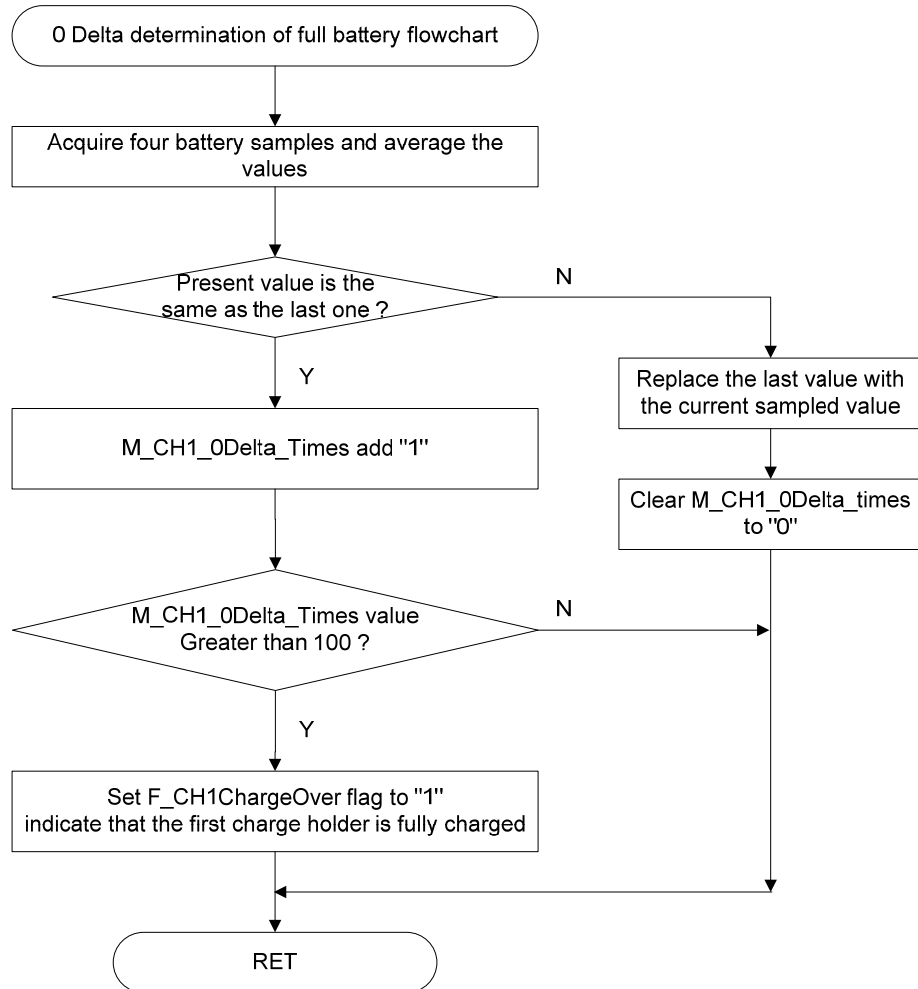 0 Delta determination of full battery flowchart
Acquire four battery samples and average the
values
Present value is the
same as the last one ?
N
Y
Replace the last value with
the current sampled value
M_CH1_0Delta_Times add "1"
Clear M_CH1_0Delta_times
to "0"
M_CH1_0Delta_Times value
Greater than 100 ?
N
Y
Set F_CH1ChargeOver flag to "1"
indicate that the first charge holder is fully charged
RET